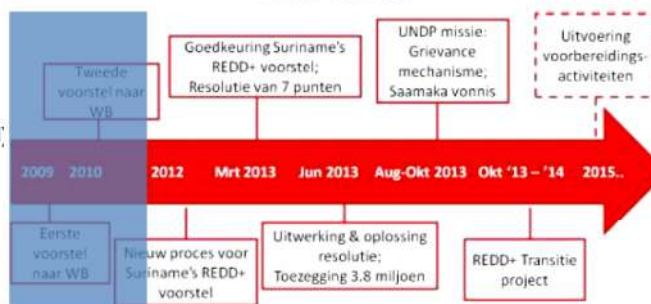 Goedkeuring Suriname's
REDD+ voorstel;
Resolutie van 7 punten
UNDP missie:
Grievance
mechanisme;
Saamaka vonnis
Uitvoering
voorbereidings-
activiteiten
Tweede
voorstel naar
WB
2009 2010 2012 Mrt 2013 Jun 2013 Aug-Okt 2013 Okt '13 – '14 2015..
Eerste
voorstel
naar WB
Nieuw proces voor
Suriname's REDD+
voorstel
Uitwerking & oplossing
resolutie;
Toezegging 3.8 miljoen
REDD+ Transitie
project